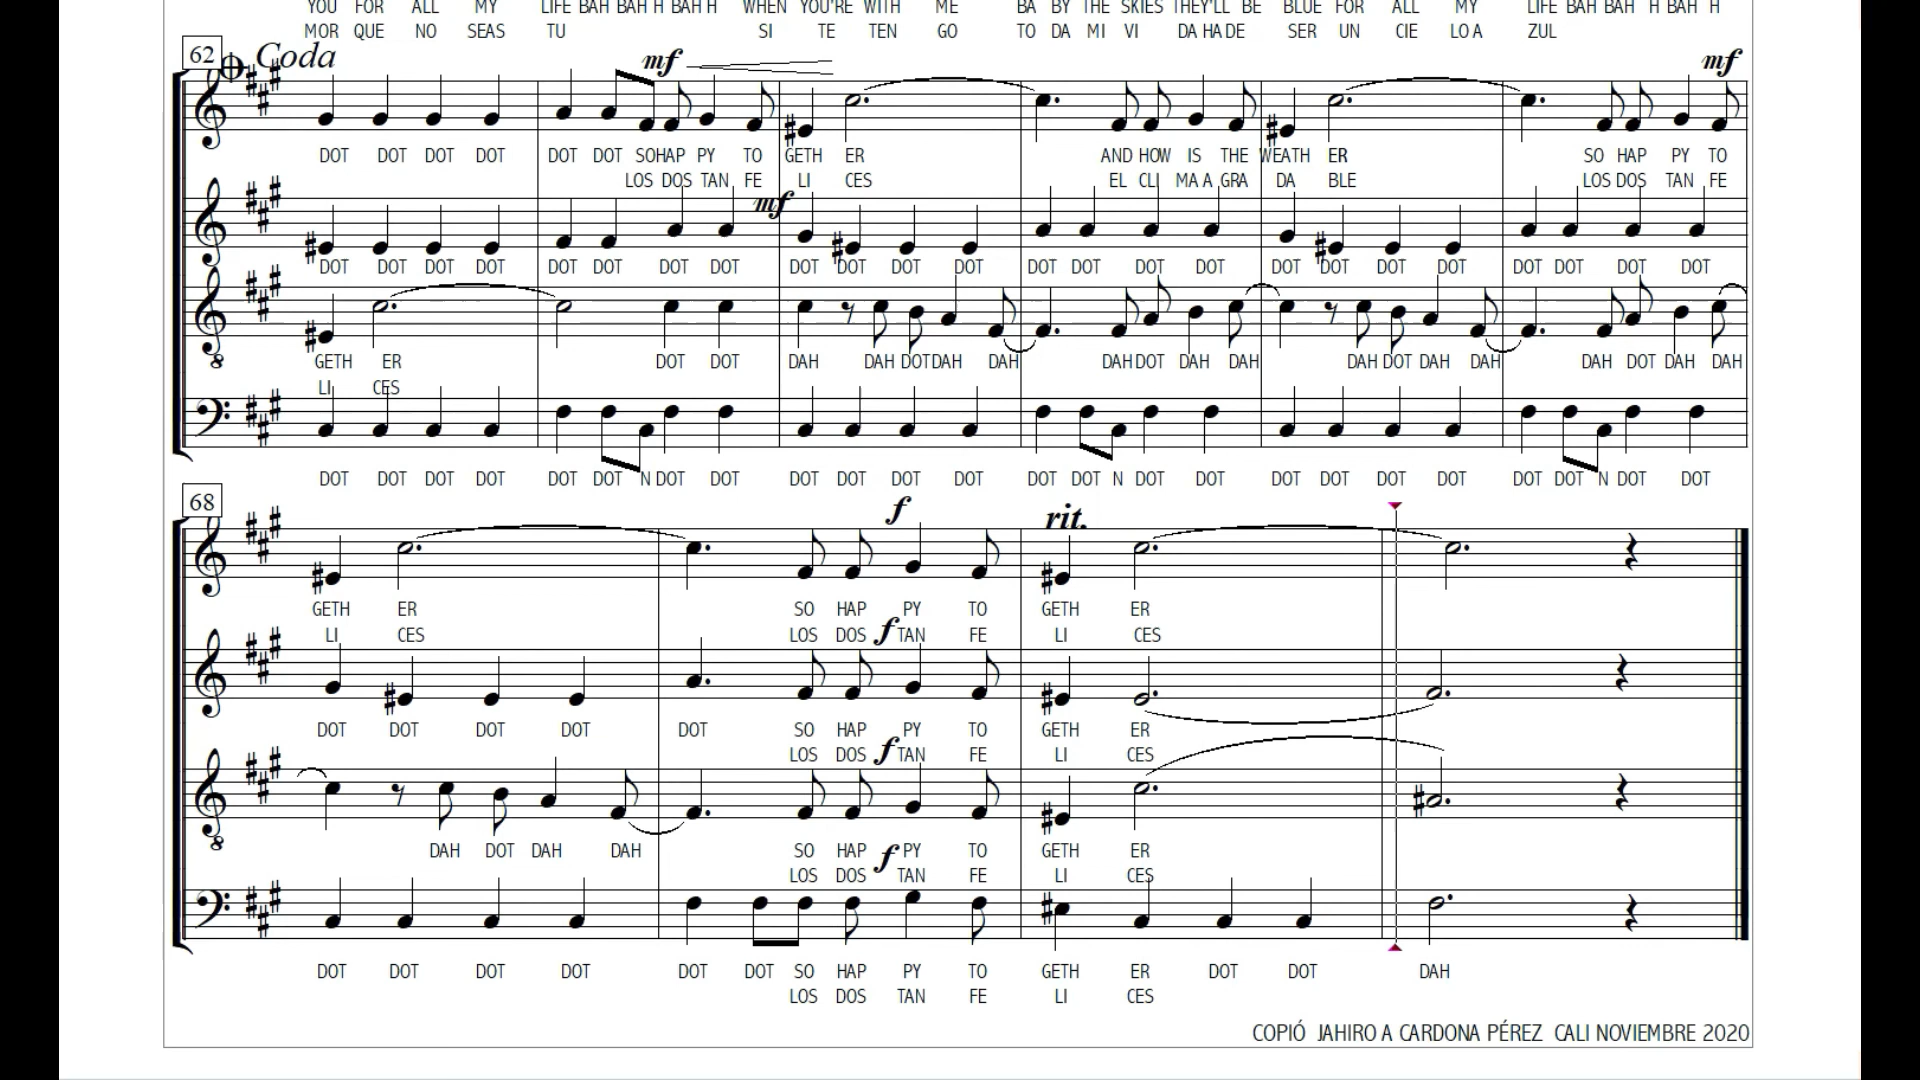 YOU FOR ALL MY LIFE BAH BAH H BAH H WHEN YOU'RE WITH ME BA BY THE SKIES THEY'LL BE BLUE FOR ALL MY LIFE BAH BAH H BAH H
MOR QUE NO SEAS TU SI TE TEN GO TO DA MI VI DA HA DE SER UN CIE LO A ZUL
62 Coda mf mf
DOT DOT DOT DOT DOT DOT SOHAP PY TO GETH ER AND HOW IS THE WEATH ER SO HAP PY TO
LOS DOS TAN FE LI CES EL CLI MA A GRA DA BLE LOS DOS TAN FE
mf
DOT DOT DOT DOT DOT DOT DOT DOT DOT DOT DOT DOT DOT DOT DOT DOT DOT DOT DOT DOT DOT DOT DOT DOT
8
GETH ER DOT DOT DAH DAH DOT DAH DAH DAH DOT DAH DAH DAH DOT DAH DAH DAH DOT DAH DAH
LI CES
DOT DOT DOT DOT DOT DOT N DOT DOT DOT DOT DOT DOT DOT DOT N DOT DOT DOT DOT DOT DOT DOT DOT N DOT DOT
68 f rit.
GETH ER SO HAP PY TO GETH ER
LI CES LOS DOS f TAN FE LI CES
DOT DOT DOT DOT DOT SO HAP PY TO GETH ER
LOS DOS f TAN FE LI CES
8
DAH DOT DAH DAH SO HAP f PY TO GETH ER
LOS DOS TAN FE LI CES
DOT DOT DOT DOT DOT DOT SO HAP PY TO GETH ER DOT DOT DAH
LOS DOS TAN FE LI CES
COPIÓ JAHIRO A CARDONA PÉREZ CALI NOVIEMBRE 2020